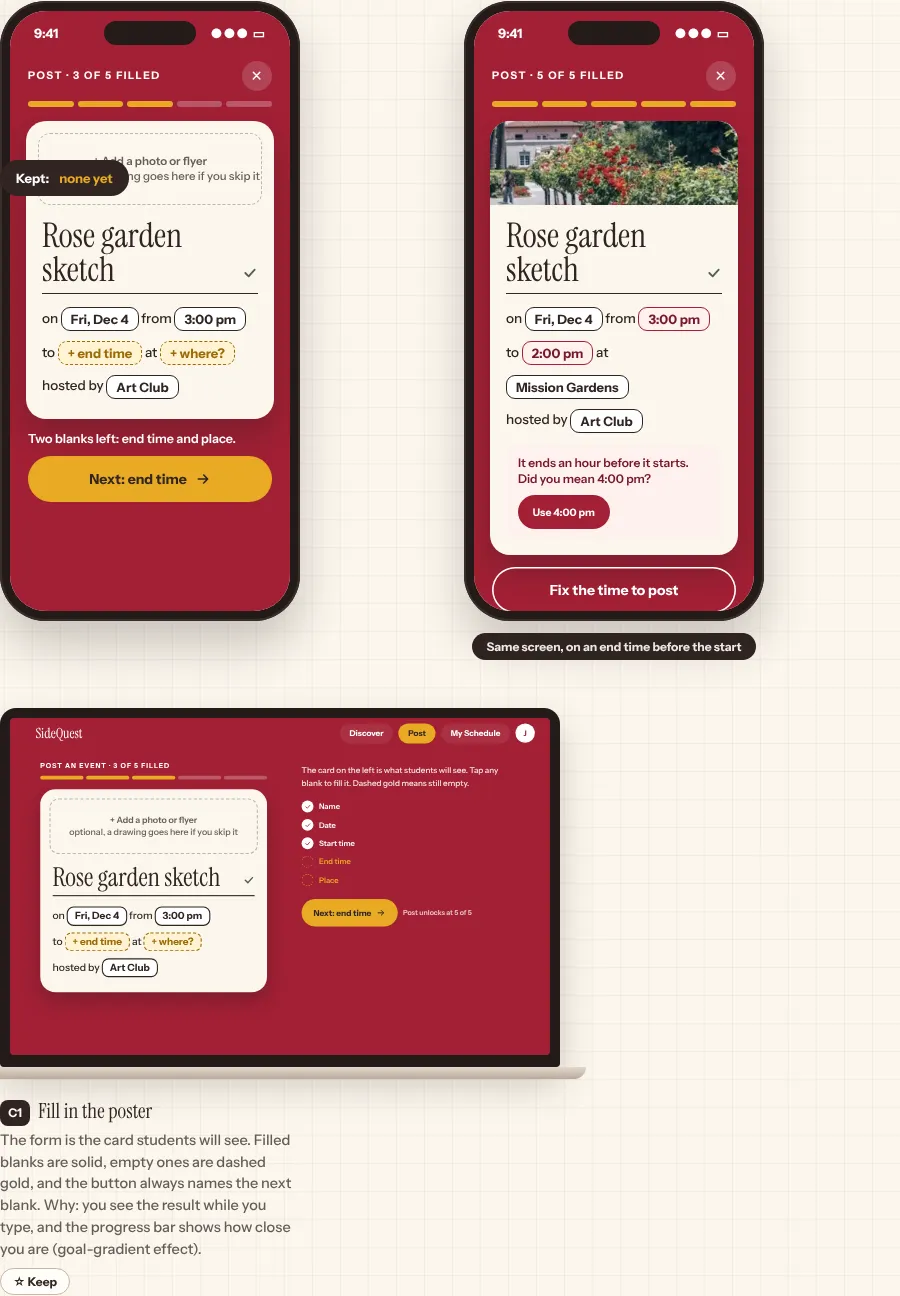 9:41
POST · 3 OF 5 FILLED
Add a photo or flyer
goes here if you skip it
Kept: none yet
Rose garden
sketch
on Fri, Dec 4 from 3:00 pm
to + end time at + where?
hosted by Art Club
Two blanks left: end time and place.
Next: end time →
9:41
POST · 5 OF 5 FILLED
Rose garden
sketch
on Fri, Dec 4 from 3:00 pm
to 2:00 pm at
Mission Gardens
hosted by Art Club
It ends an hour before it starts.
Did you mean 4:00 pm?
Use 4:00 pm
Fix the time to post
Same screen, on an end time before the start
SideQuest
Discover
Post
My Schedule
J
POST AN EVENT · 3 OF 5 FILLED
+ Add a photo or flyer
optional, a drawing goes here if you skip it
Rose garden sketch
on Fri, Dec 4 from 3:00 pm
to + end time at + where?
hosted by Art Club
The card on the left is what students will see. Tap any
blank to fill it. Dashed gold means still empty.
Name
Date
Start time
End time
Place
Next: end time →
Post unlocks at 5 of 5
C1 Fill in the poster
The form is the card students will see. Filled
blanks are solid, empty ones are dashed
gold, and the button always names the next
blank. Why: you see the result while you
type, and the progress bar shows how close
you are (goal-gradient effect).
☆ Keep